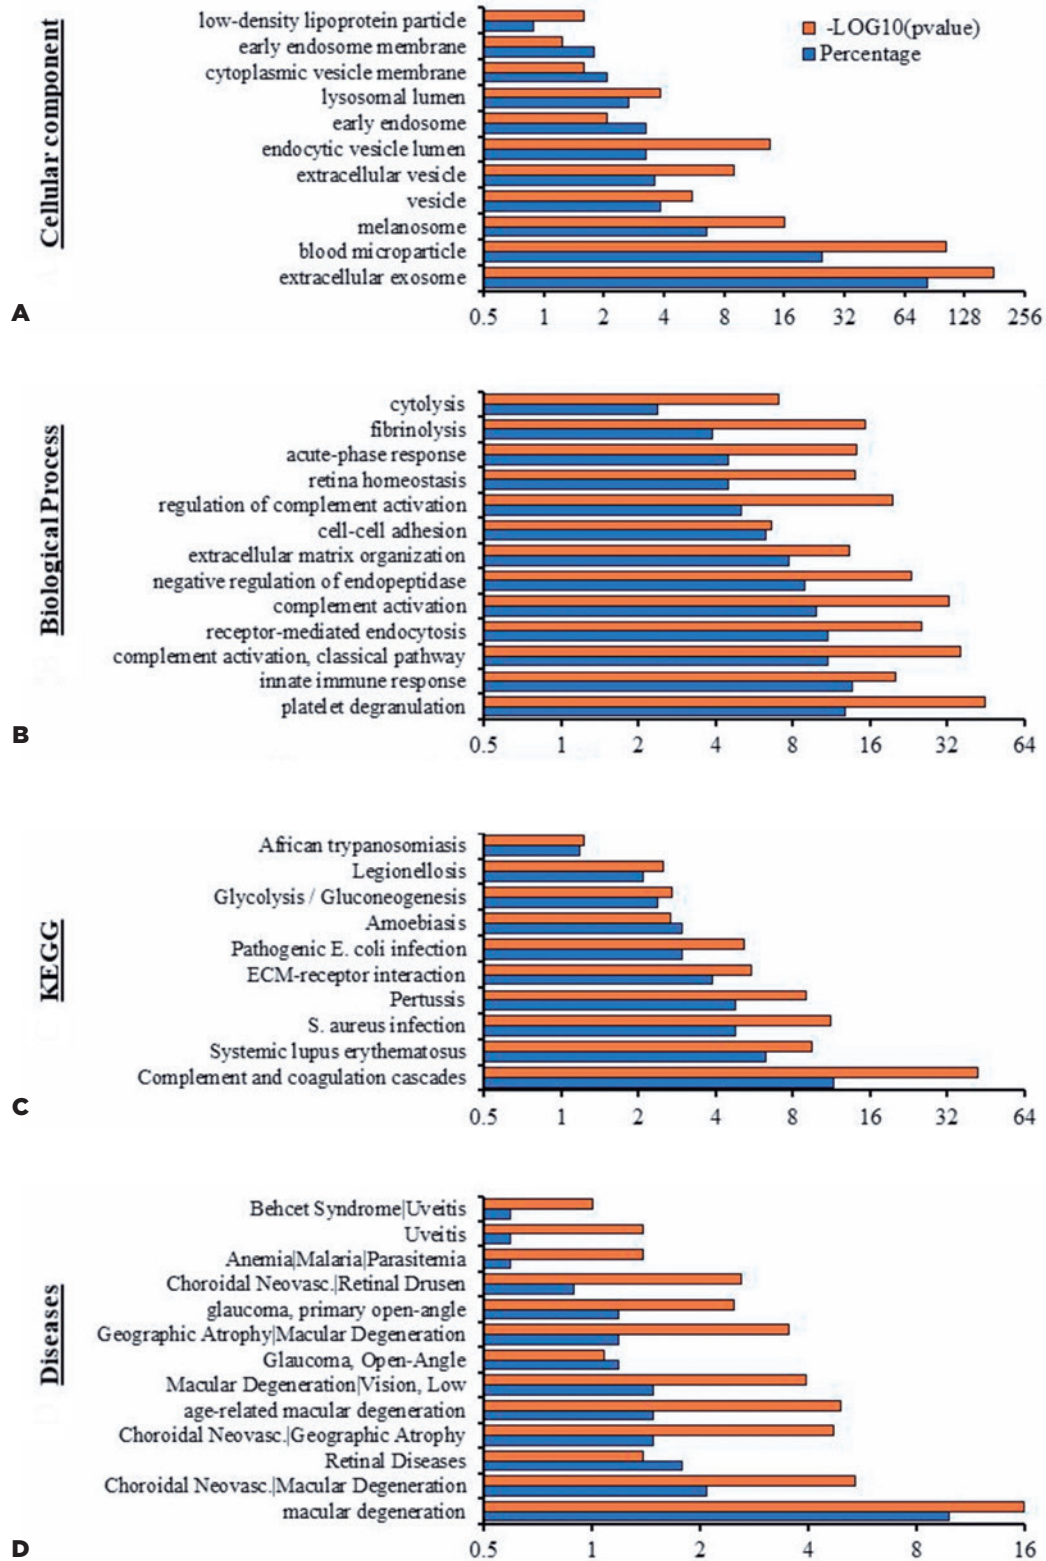 Cellular component
low-density lipoprotein particle
early endosome membrane
cytoplasmic vesicle membrane
lysosomal lumen
early endosome
endocytic vesicle lumen
extracellular vesicle
vesicle
melanosome
blood microparticle
extracellular exosome
-LOG10(pvalue)
Percentage
0.5 1 2 4 8 16 32 64 128 256
A
Biological Process
cytolysis
fibrinolysis
acute-phase response
retina homeostasis
regulation of complement activation
cell-cell adhesion
extracellular matrix organization
negative regulation of endopeptidase
complement activation
receptor-mediated endocytosis
complement activation, classical pathway
innate immune response
platelet degranulation
0.5 1 2 4 8 16 32 64
B
KEGG
African trypanosomiasis
Legionellosis
Glycolysis / Gluconeogenesis
Amoebiasis
Pathogenic E. coli infection
ECM-receptor interaction
Pertussis
S. aureus infection
Systemic lupus erythematosus
Complement and coagulation cascades
0.5 1 2 4 8 16 32 64
C
Diseases
Behcet Syndrome|Uveitis
Uveitis
Anemia|Malaria|Parasitemia
Choroidal Neovasc.|Retinal Drusen
glaucoma, primary open-angle
Geographic Atrophy|Macular Degeneration
Glaucoma, Open-Angle
Macular Degeneration|Vision, Low
age-related macular degeneration
Choroidal Neovasc.|Geographic Atrophy
Retinal Diseases
Choroidal Neovasc.|Macular Degeneration
macular degeneration
0.5 1 2 4 8 16
D